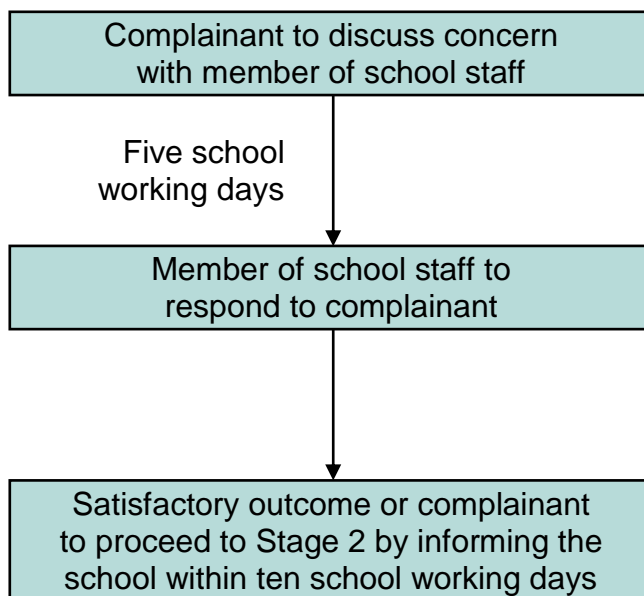 Complainant to discuss concern
with member of school staff
Five school
working days
Member of school staff to
respond to complainant
Satisfactory outcome or complainant
to proceed to Stage 2 by informing the
school within ten school working days